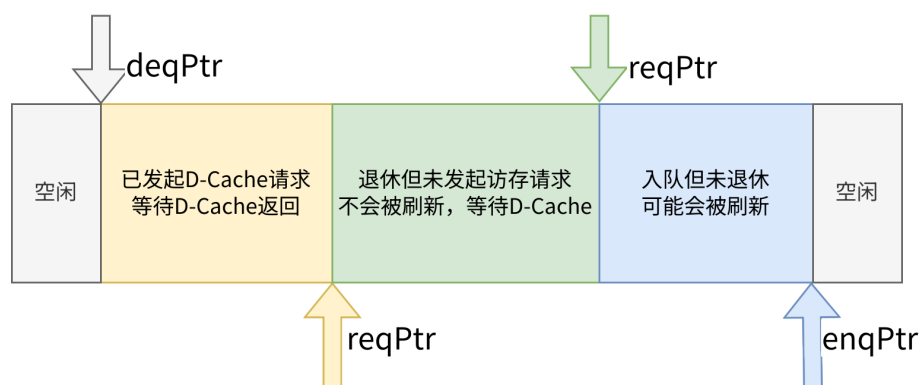 deqPtr
reqPtr
空闲
已发起D-Cache请求
等待D-Cache返回
退休但未发起访存请求
不会被刷新，等待D-Cache
入队但未退休
可能会被刷新
空闲
reqPtr
enqPtr